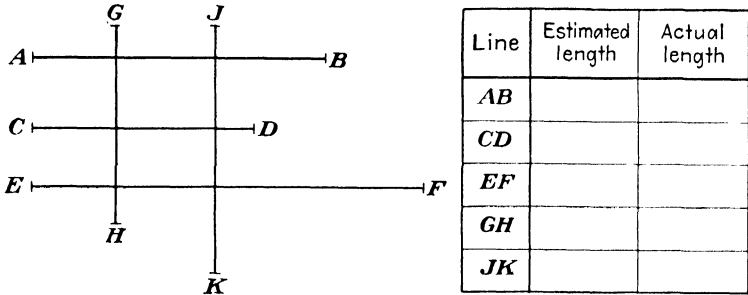 G J
A B
C D
E F
H
K
Line Estimated length Actual length
AB
CD
EF
GH
JK